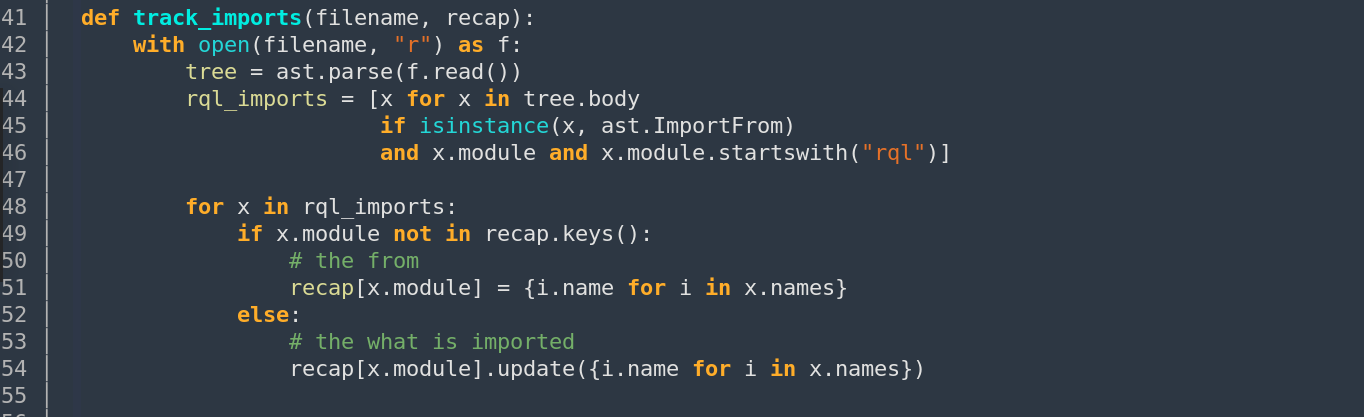 41 def track_imports(filename, recap):
42     with open(filename, "r") as f:
43         tree = ast.parse(f.read())
44         rql_imports = [x for x in tree.body
45                        if isinstance(x, ast.ImportFrom)
46                        and x.module and x.module.startswith("rql")]
47
48         for x in rql_imports:
49             if x.module not in recap.keys():
50                 # the from
51                 recap[x.module] = {i.name for i in x.names}
52             else:
53                 # the what is imported
54                 recap[x.module].update({i.name for i in x.names})
55